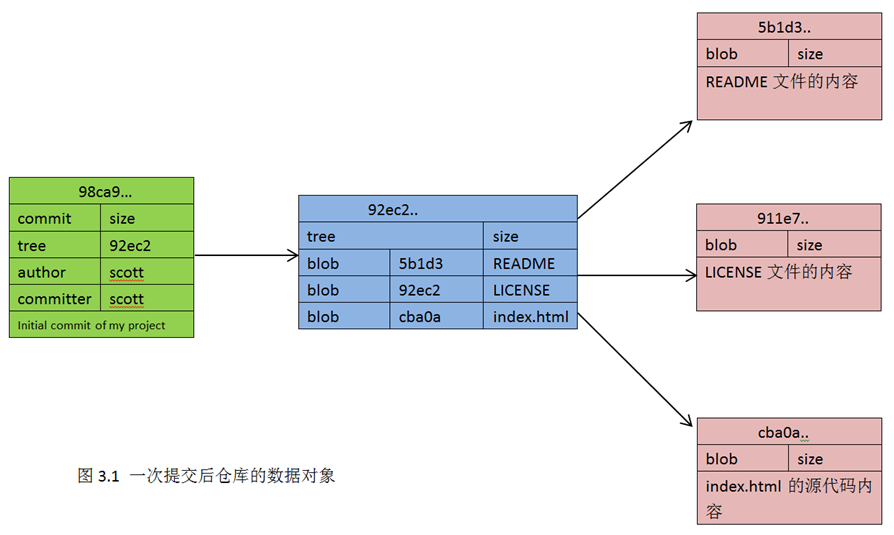 98ca9...
commit size
tree 92ec2
author scott
committer scott
Initial commit of my project
92ec2..
tree size
blob 5b1d3 README
blob 92ec2 LICENSE
blob cba0a index.html
5b1d3..
blob size
README 文件的内容
911e7..
blob size
LICENSE 文件的内容
cba0a..
blob size
index.html 的源代码内
容
图 3.1 一次提交后仓库的数据对象